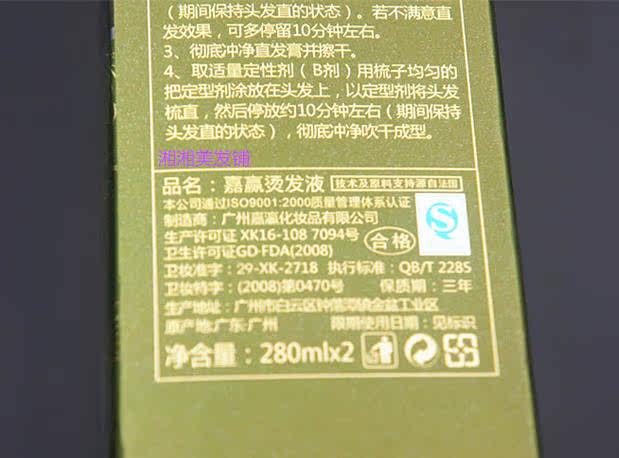 （期间保持头发直的状态）。若不满意直
发效果，可多停留10分钟左右。
3、彻底冲净直发膏并擦干。
4、取适量定性剂（B剂）用梳子均匀的
把定型剂涂放在头发上，以定型剂将头发
梳直，然后停放约10分钟左右（期间保持
头发直的状态），彻底冲净吹干成型。
湘湘美发铺
品名：嘉赢烫发液 技术及原料支持源自法国
本公司通过ISO9001:2000质量管理体系认证
制造商：广州嘉瀛化妆品有限公司
生产许可证 XK16-108 7094号
卫生许可证GD-FDA(2008)
合格
卫妆准字：29-XK-2718 执行标准：QB/T 2285
卫妆特字：(2008)第0470号 保质期：三年
生产地址：广州市白云区钟落潭镇金盆工业区
原产地:广东·广州 限期使用日期：见标识
净含量：280mlx2